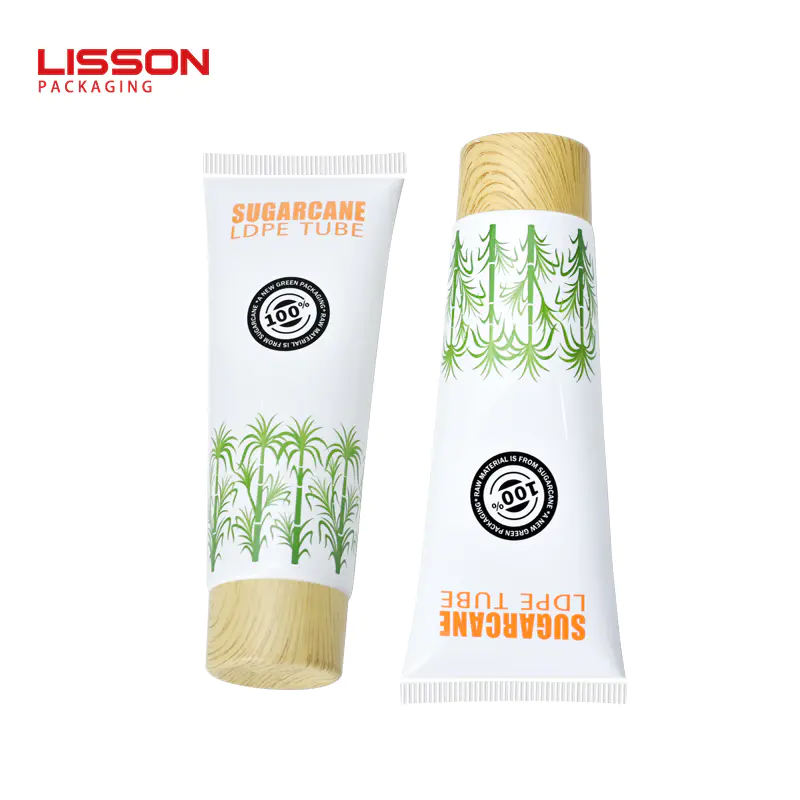 LISSON
PACKAGING
SUGARCANE
LDPE TUBE
•A NEW GREEN PACKAGING•
RAW MATERIAL IS FROM SUGARCANE
100%
RAW MATERIAL IS FROM SUGARCANE
•A NEW GREEN PACKAGING•
100%
LDPE TUBE
SUGARCANE